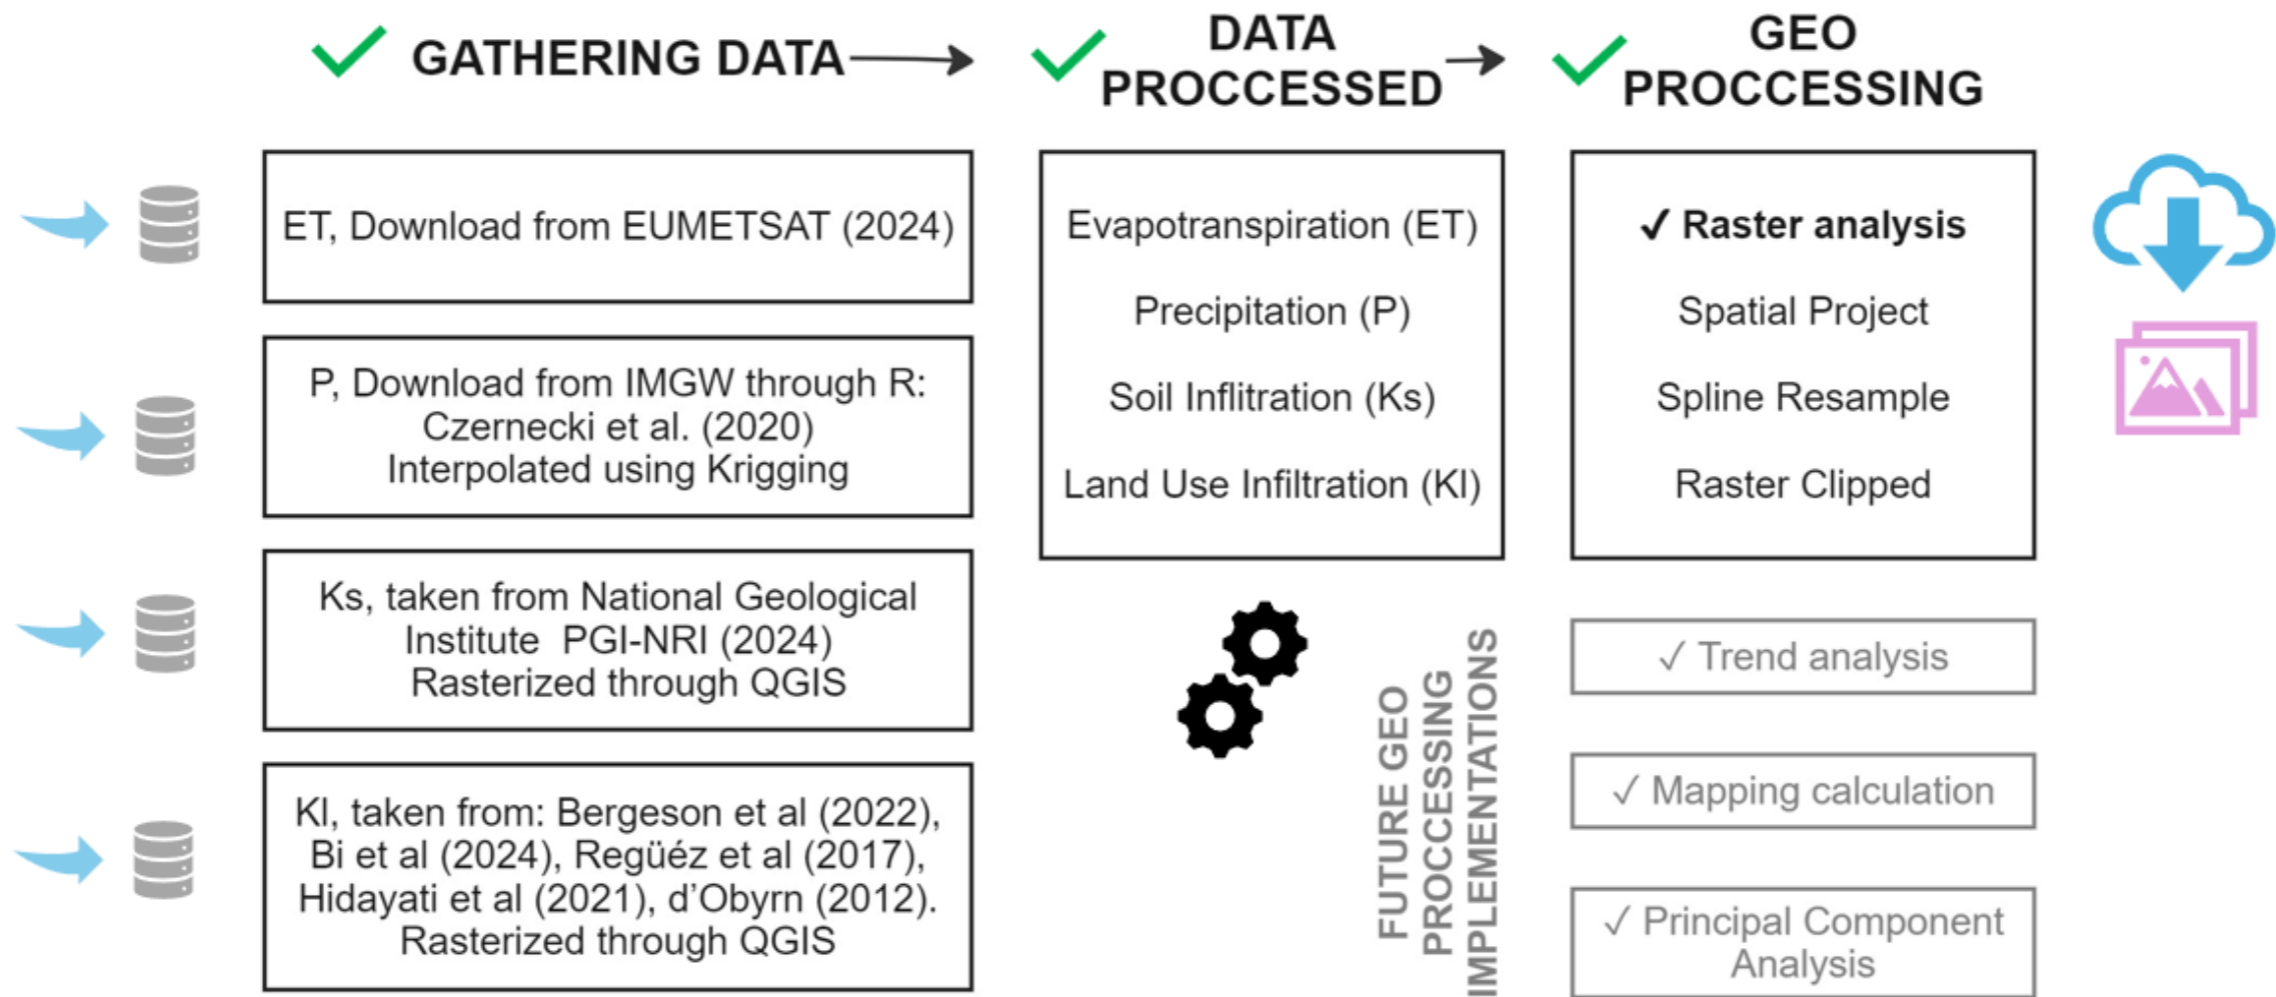 GATHERING DATA
DATA
PROCCESSED
GEO
PROCCESSING
ET, Download from EUMETSAT (2024)
P, Download from IMGW through R:
Czernecki et al. (2020)
Interpolated using Krigging
Ks, taken from National Geological
Institute PGI-NRI (2024)
Rasterized through QGIS
Kl, taken from: Bergeson et al (2022),
Bi et al (2024), Regüéz et al (2017),
Hidayati et al (2021), d’Obyrn (2012).
Rasterized through QGIS
Evapotranspiration (ET)
Precipitation (P)
Soil Inflitration (Ks)
Land Use Infiltration (Kl)
✓ Raster analysis
Spatial Project
Spline Resample
Raster Clipped
FUTURE GEO
PROCCESSING
IMPLEMENTATIONS
✓ Trend analysis
✓ Mapping calculation
✓ Principal Component
Analysis